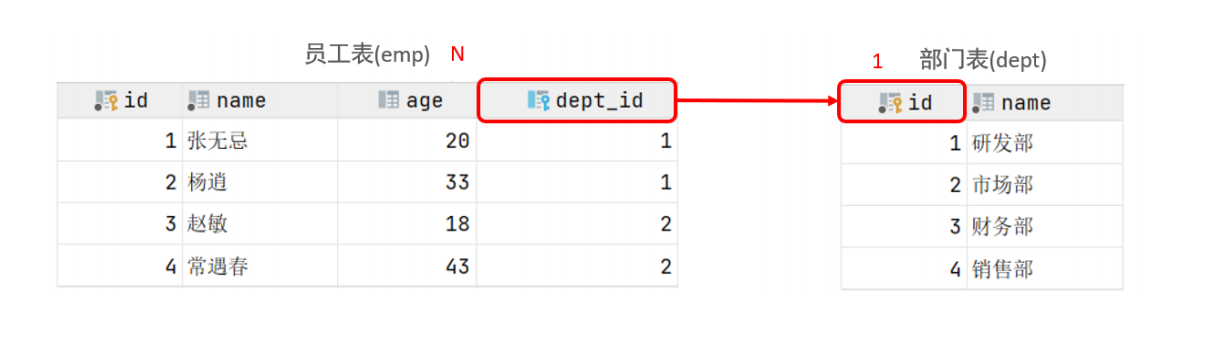 员工表(emp) N
1 部门表(dept)
id name age dept_id
1 张无忌 20 1
2 杨逍 33 1
3 赵敏 18 2
4 常遇春 43 2
id name
1 研发部
2 市场部
3 财务部
4 销售部